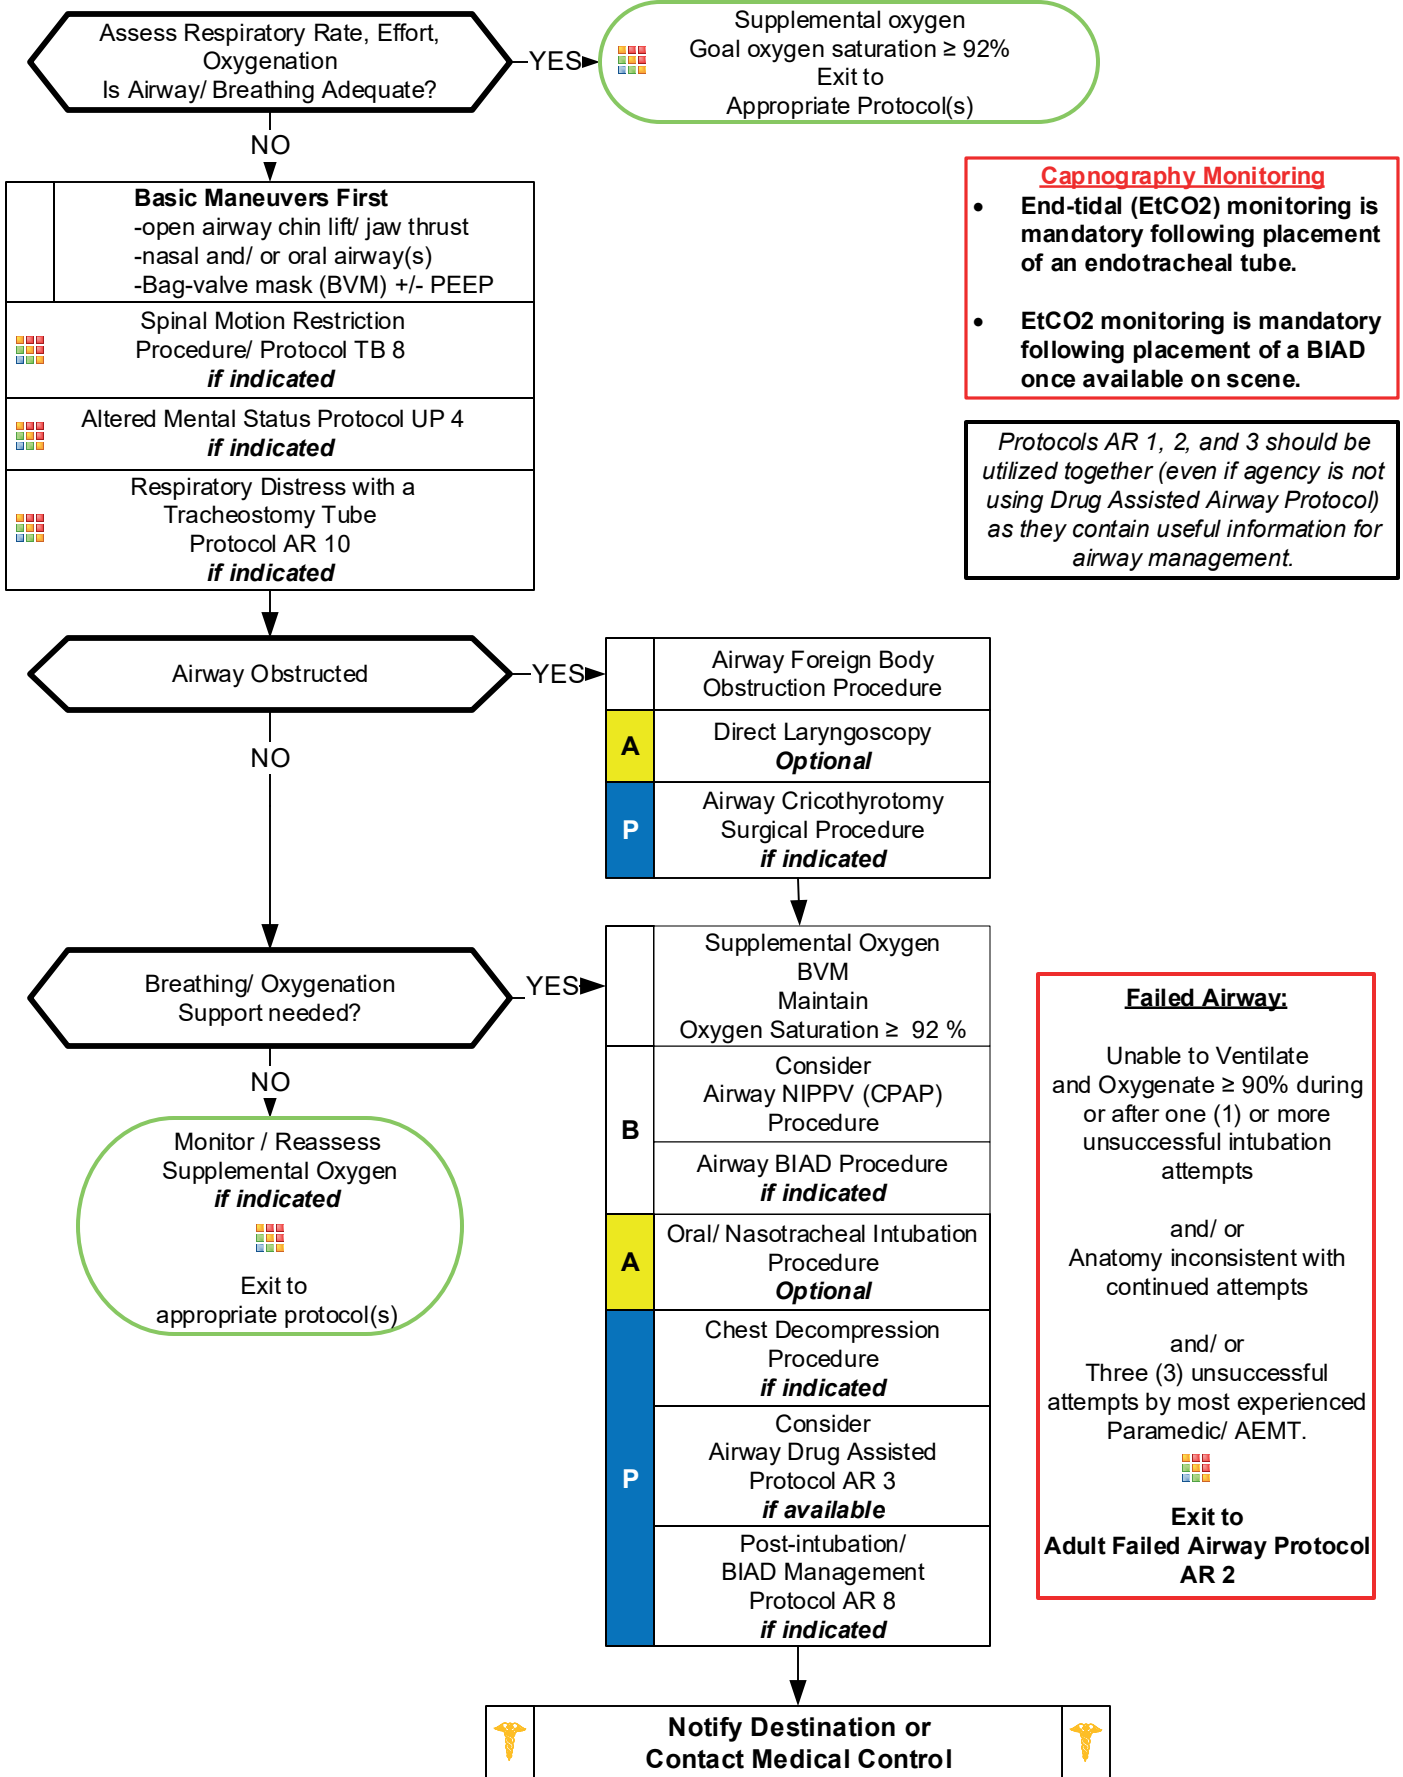 Assess Respiratory Rate, Effort,
Oxygenation
Is Airway/ Breathing Adequate?
YES
Supplemental oxygen
Goal oxygen saturation ≥ 92%
Exit to
Appropriate Protocol(s)
NO
Basic Maneuvers First
-open airway chin lift/ jaw thrust
-nasal and/ or oral airway(s)
-Bag-valve mask (BVM) +/- PEEP
Spinal Motion Restriction
Procedure/ Protocol TB 8
if indicated
Altered Mental Status Protocol UP 4
if indicated
Respiratory Distress with a
Tracheostomy Tube
Protocol AR 10
if indicated
Capnography Monitoring
• End-tidal (EtCO2) monitoring is
mandatory following placement
of an endotracheal tube.
• EtCO2 monitoring is mandatory
following placement of a BIAD
once available on scene.
Protocols AR 1, 2, and 3 should be
utilized together (even if agency is not
using Drug Assisted Airway Protocol)
as they contain useful information for
airway management.
Airway Obstructed
YES
Airway Foreign Body
Obstruction Procedure
A
Direct Laryngoscopy
Optional
P
Airway Cricothyrotomy
Surgical Procedure
if indicated
NO
Breathing/ Oxygenation
Support needed?
YES
Supplemental Oxygen
BVM
Maintain
Oxygen Saturation ≥ 92 %
B
Consider
Airway NIPPV (CPAP)
Procedure
Airway BIAD Procedure
if indicated
A
Oral/ Nasotracheal Intubation
Procedure
Optional
P
Chest Decompression
Procedure
if indicated
Consider
Airway Drug Assisted
Protocol AR 3
if available
Post-intubation/
BIAD Management
Protocol AR 8
if indicated
NO
Monitor / Reassess
Supplemental Oxygen
if indicated
Exit to
appropriate protocol(s)
Failed Airway:
Unable to Ventilate
and Oxygenate ≥ 90% during
or after one (1) or more
unsuccessful intubation
attempts
and/ or
Anatomy inconsistent with
continued attempts
and/ or
Three (3) unsuccessful
attempts by most experienced
Paramedic/ AEMT.
Exit to
Adult Failed Airway Protocol
AR 2
Notify Destination or
Contact Medical Control